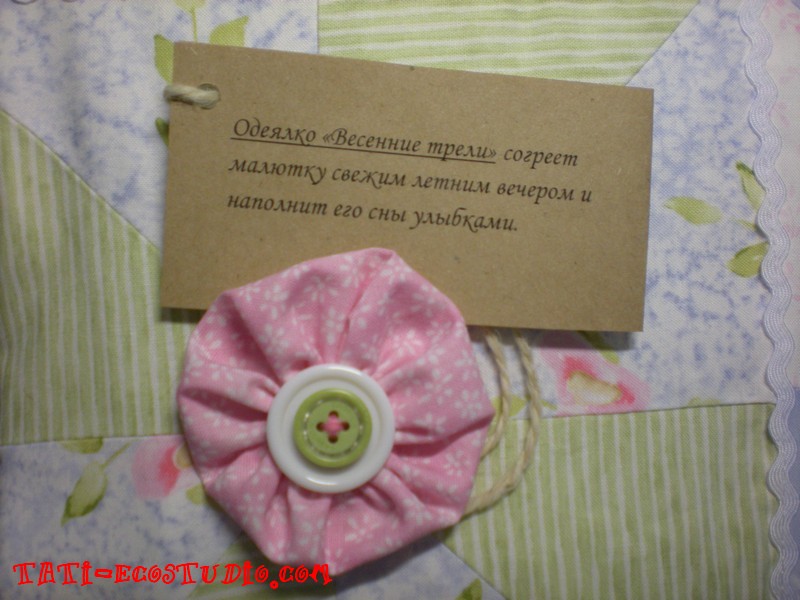 Одеялко «Весенние трели» согреет
малютку свежим летним вечером и
наполнит его сны улыбками.
TATI-ECOSTUDIO.COM